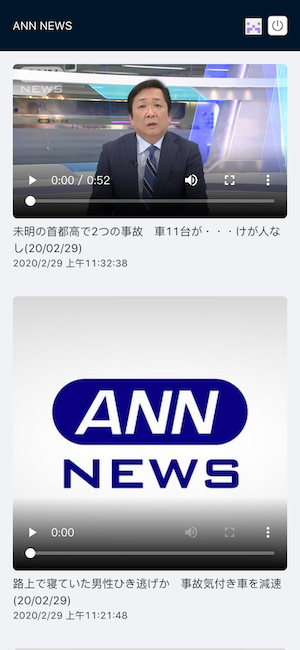 ANN NEWS
NEWS
0:00 / 0:52
未明の首都高で2つの事故　車11台が・・・けが人な
し(20/02/29)
2020/2/29 上午11:32:38
ANN
NEWS
0:00
路上で寝ていた男性ひき逃げか　事故気付き車を減速
(20/02/29)
2020/2/29 上午11:21:48